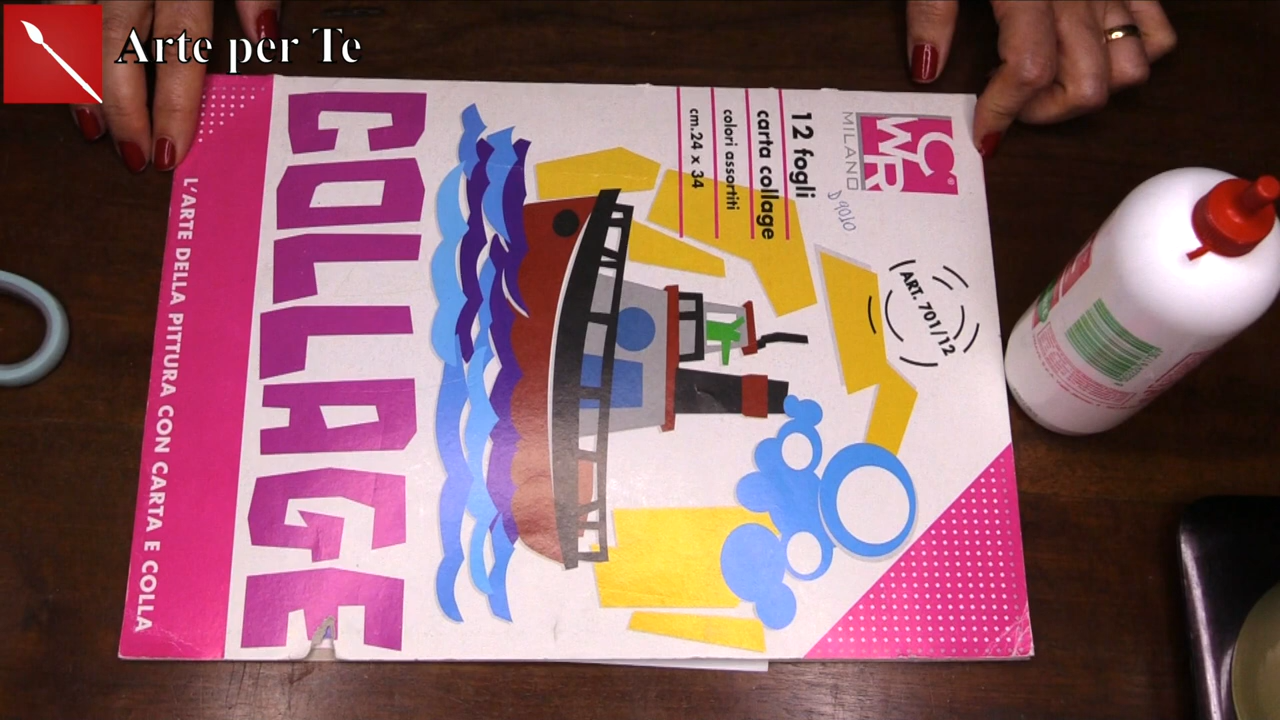 Arte per Te
CWR
MILANO
12 fogli
carta collage
colori assortiti
cm. 24 x 34
D9010
ART. 701/12
COLLAGE
L'ARTE DELLA PITTURA CON CARTA E COLLA